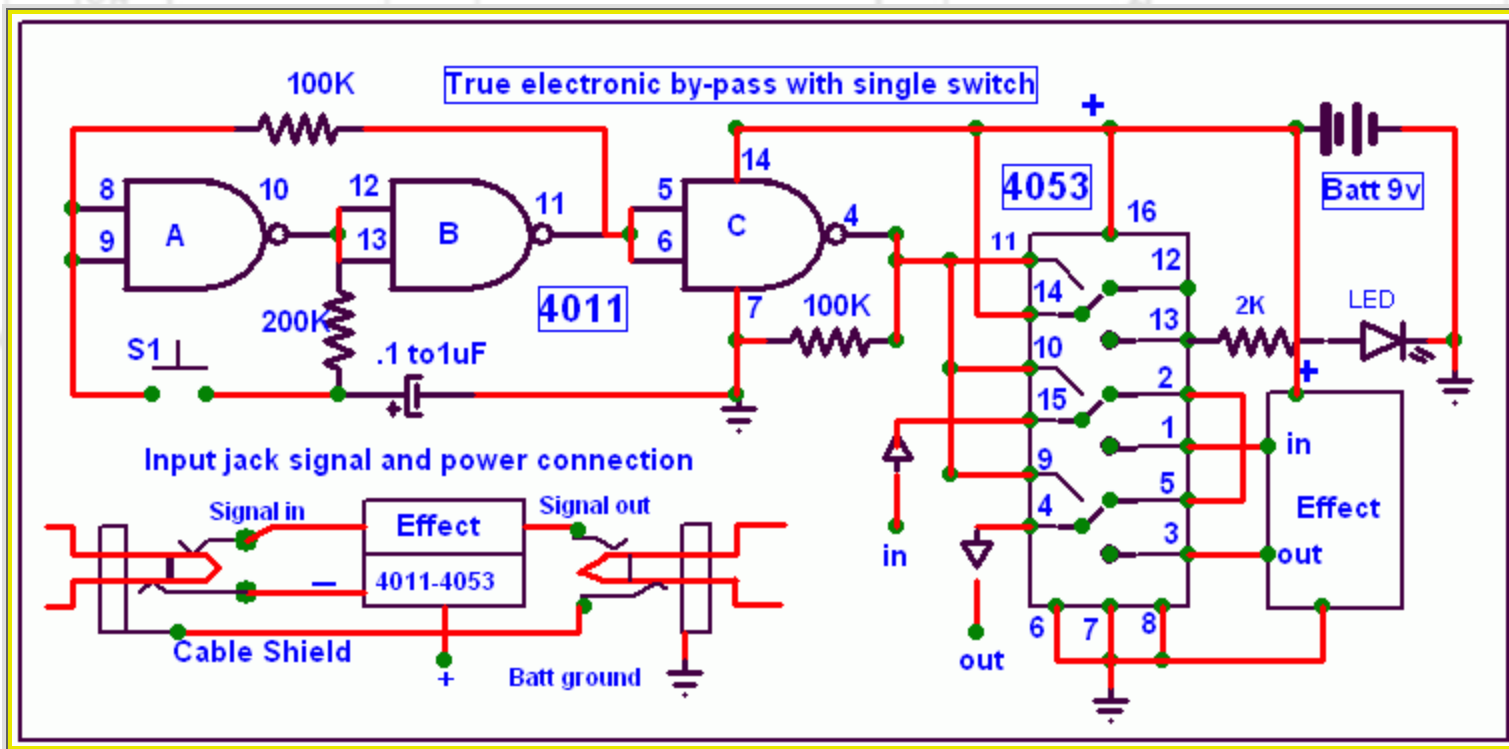 100K
True electronic by-pass with single switch
+
14
8
9
A
10
12
13
B
11
5
6
C
4
4053
16
Batt 9v
11
12
14
13
7
4011
200K
100K
2K
LED
S1
.1 to1uF
+
10
2
+
15
1
in
9
5
4
3
Effect
out
Input jack signal and power connection
Signal in
Effect
Signal out
4011-4053
–
in
6
7
8
Cable Shield
+
Batt ground
out